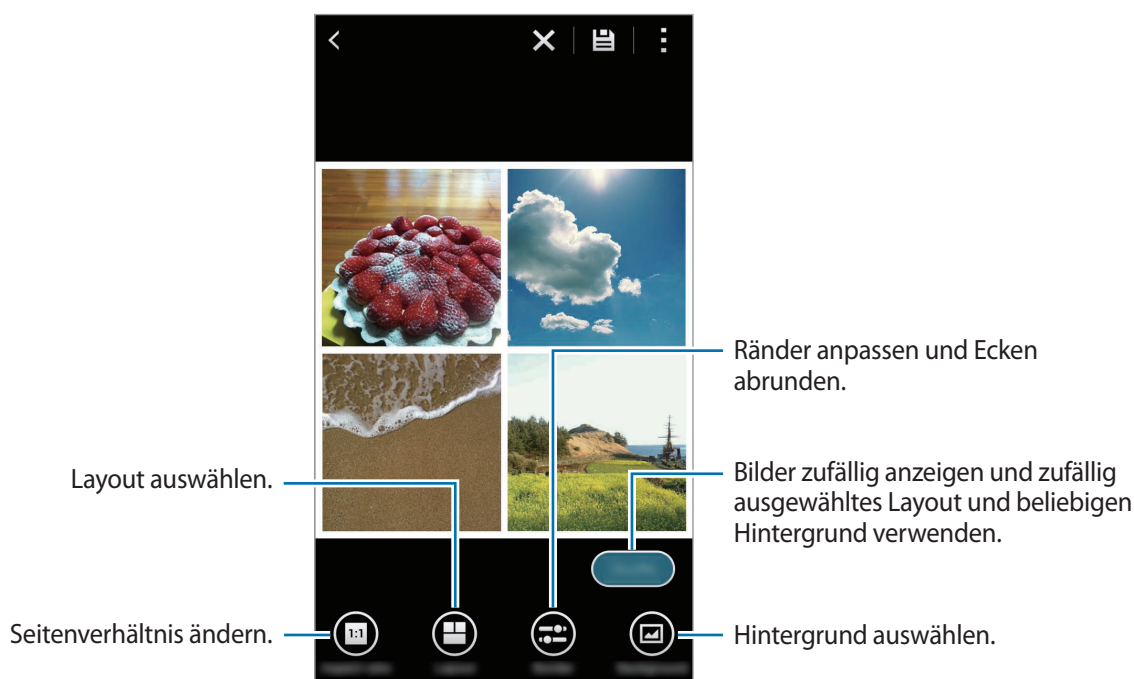 Ränder anpassen und Ecken
abrunden.
Layout auswählen.
Bilder zufällig anzeigen und zufällig
ausgewähltes Layout und beliebigen
Hintergrund verwenden.
Seitenverhältnis ändern.
1:1
Hintergrund auswählen.